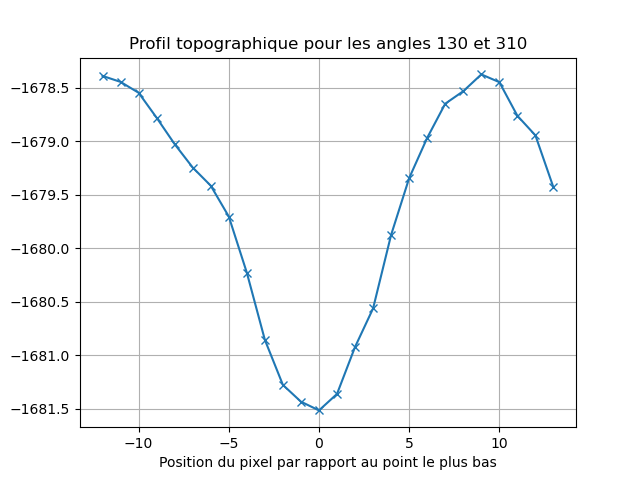 Profil topographique pour les angles 130 et 310
−1678.5
−1679.0
−1679.5
−1680.0
−1680.5
−1681.0
−1681.5
−10 −5 0 5 10
Position du pixel par rapport au point le plus bas